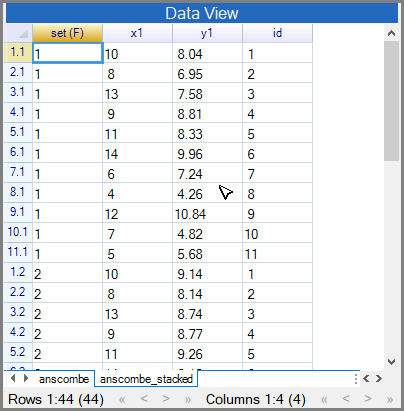 Data View
set (F) x1 y1 id
1.1 1 10 8.04 1
2.1 1 8 6.95 2
3.1 1 13 7.58 3
4.1 1 9 8.81 4
5.1 1 11 8.33 5
6.1 1 14 9.96 6
7.1 1 6 7.24 7
8.1 1 4 4.26 8
9.1 1 12 10.84 9
10.1 1 7 4.82 10
11.1 1 5 5.68 11
1.2 2 10 9.14 1
2.2 2 8 8.14 2
3.2 2 13 8.74 3
4.2 2 9 8.77 4
5.2 2 11 9.26 5
anscombe anscombe_stacked
Rows 1:44 (44) « < > » Columns 1:4 (4) « < > »